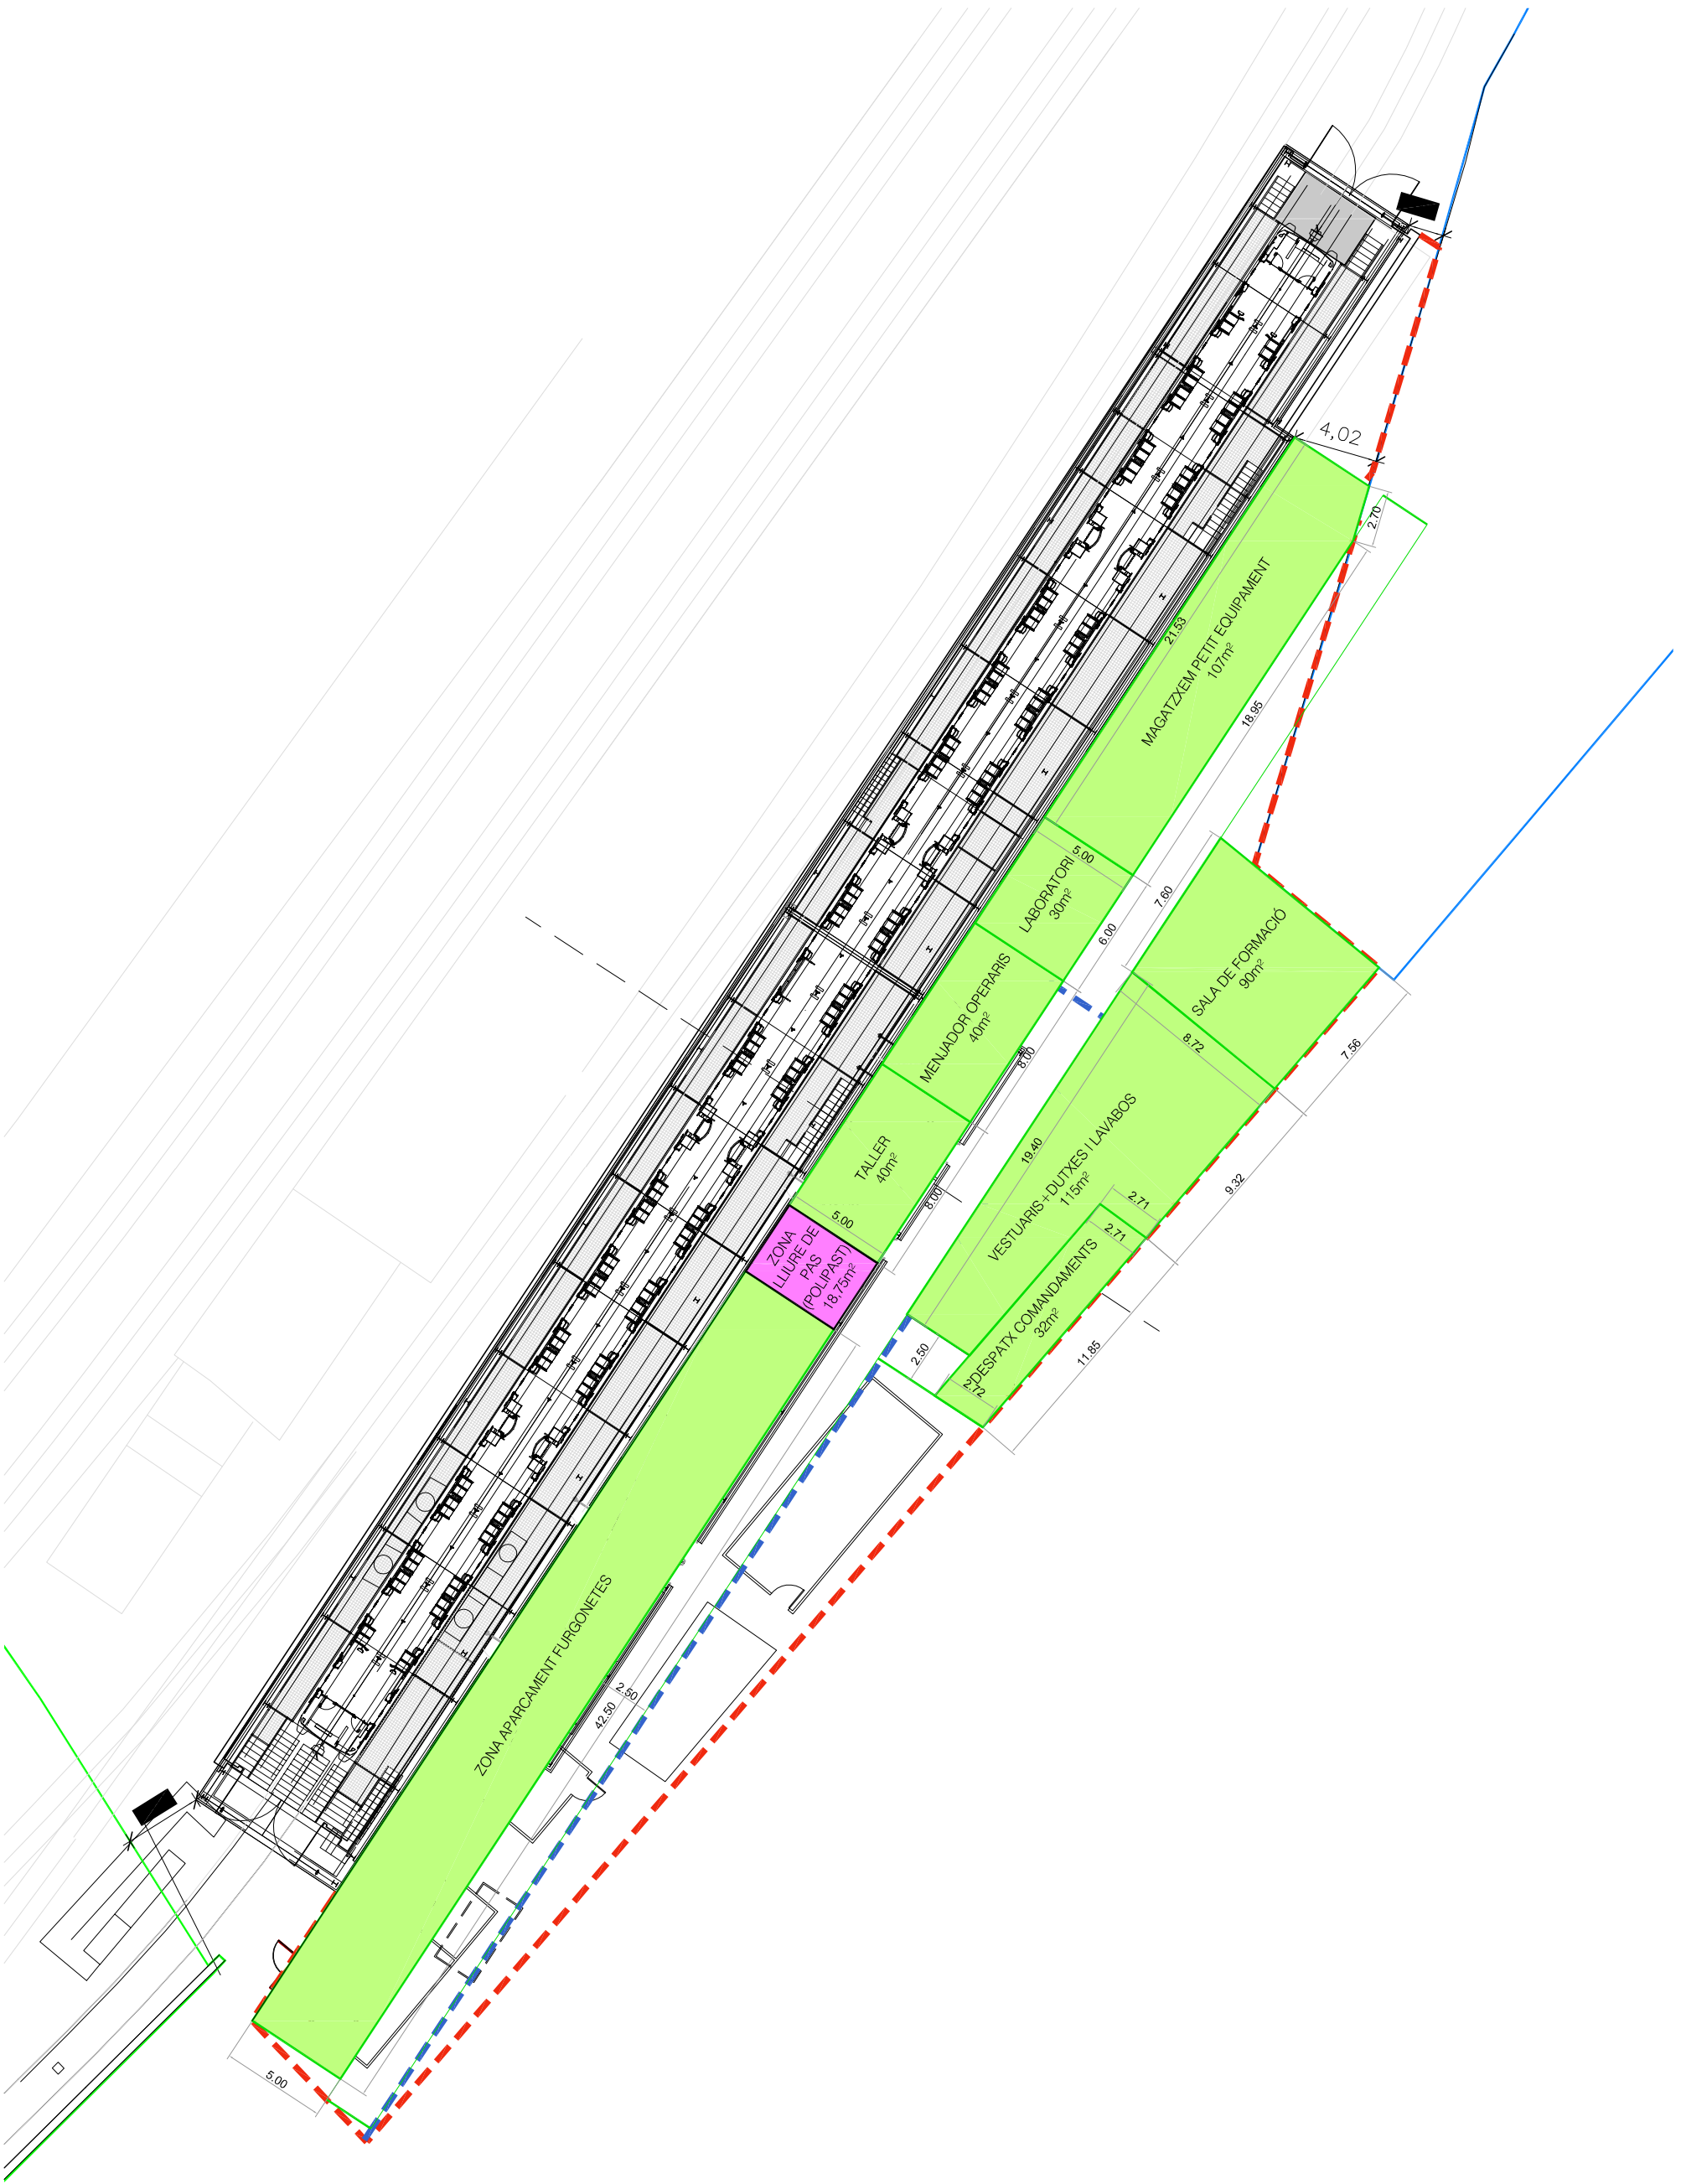 4,02
2.70
MAGATZXEM PETIT EQUIPAMENT
107m²
21.53
18.95
5.00
LABORATORI
30m²
7.60
6.00
SALA DE FORMACIÓ
90m²
MENJADOR OPERARIS
40m²
8.00
8.72
7.56
TALLER
40m²
19.40
VESTUARIS+DUTXES I LAVABOS
115m²
5.00
8.00
2.71
2.71
9.32
ZONA
LLIURE DE
PAS
(POLIPAST)
18,75m²
DESPATX COMANDAMENTS
32m²
2.50
2.72
11.85
ZONA APARCAMENT FURGONETES
2.50
42.50
5.00